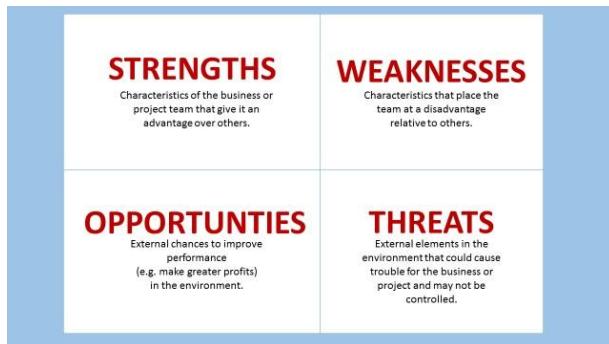 STRENGTHS
Characteristics of the business or
project team that give it an
advantage over others.
WEAKNESSES
Characteristics that place the
team at a disadvantage
relative to others.
OPPORTUNTIES
External chances to improve
performance
(e.g. make greater profits)
in the environment.
THREATS
External elements in the
environment that could cause
trouble for the business or
project and may not be
controlled.